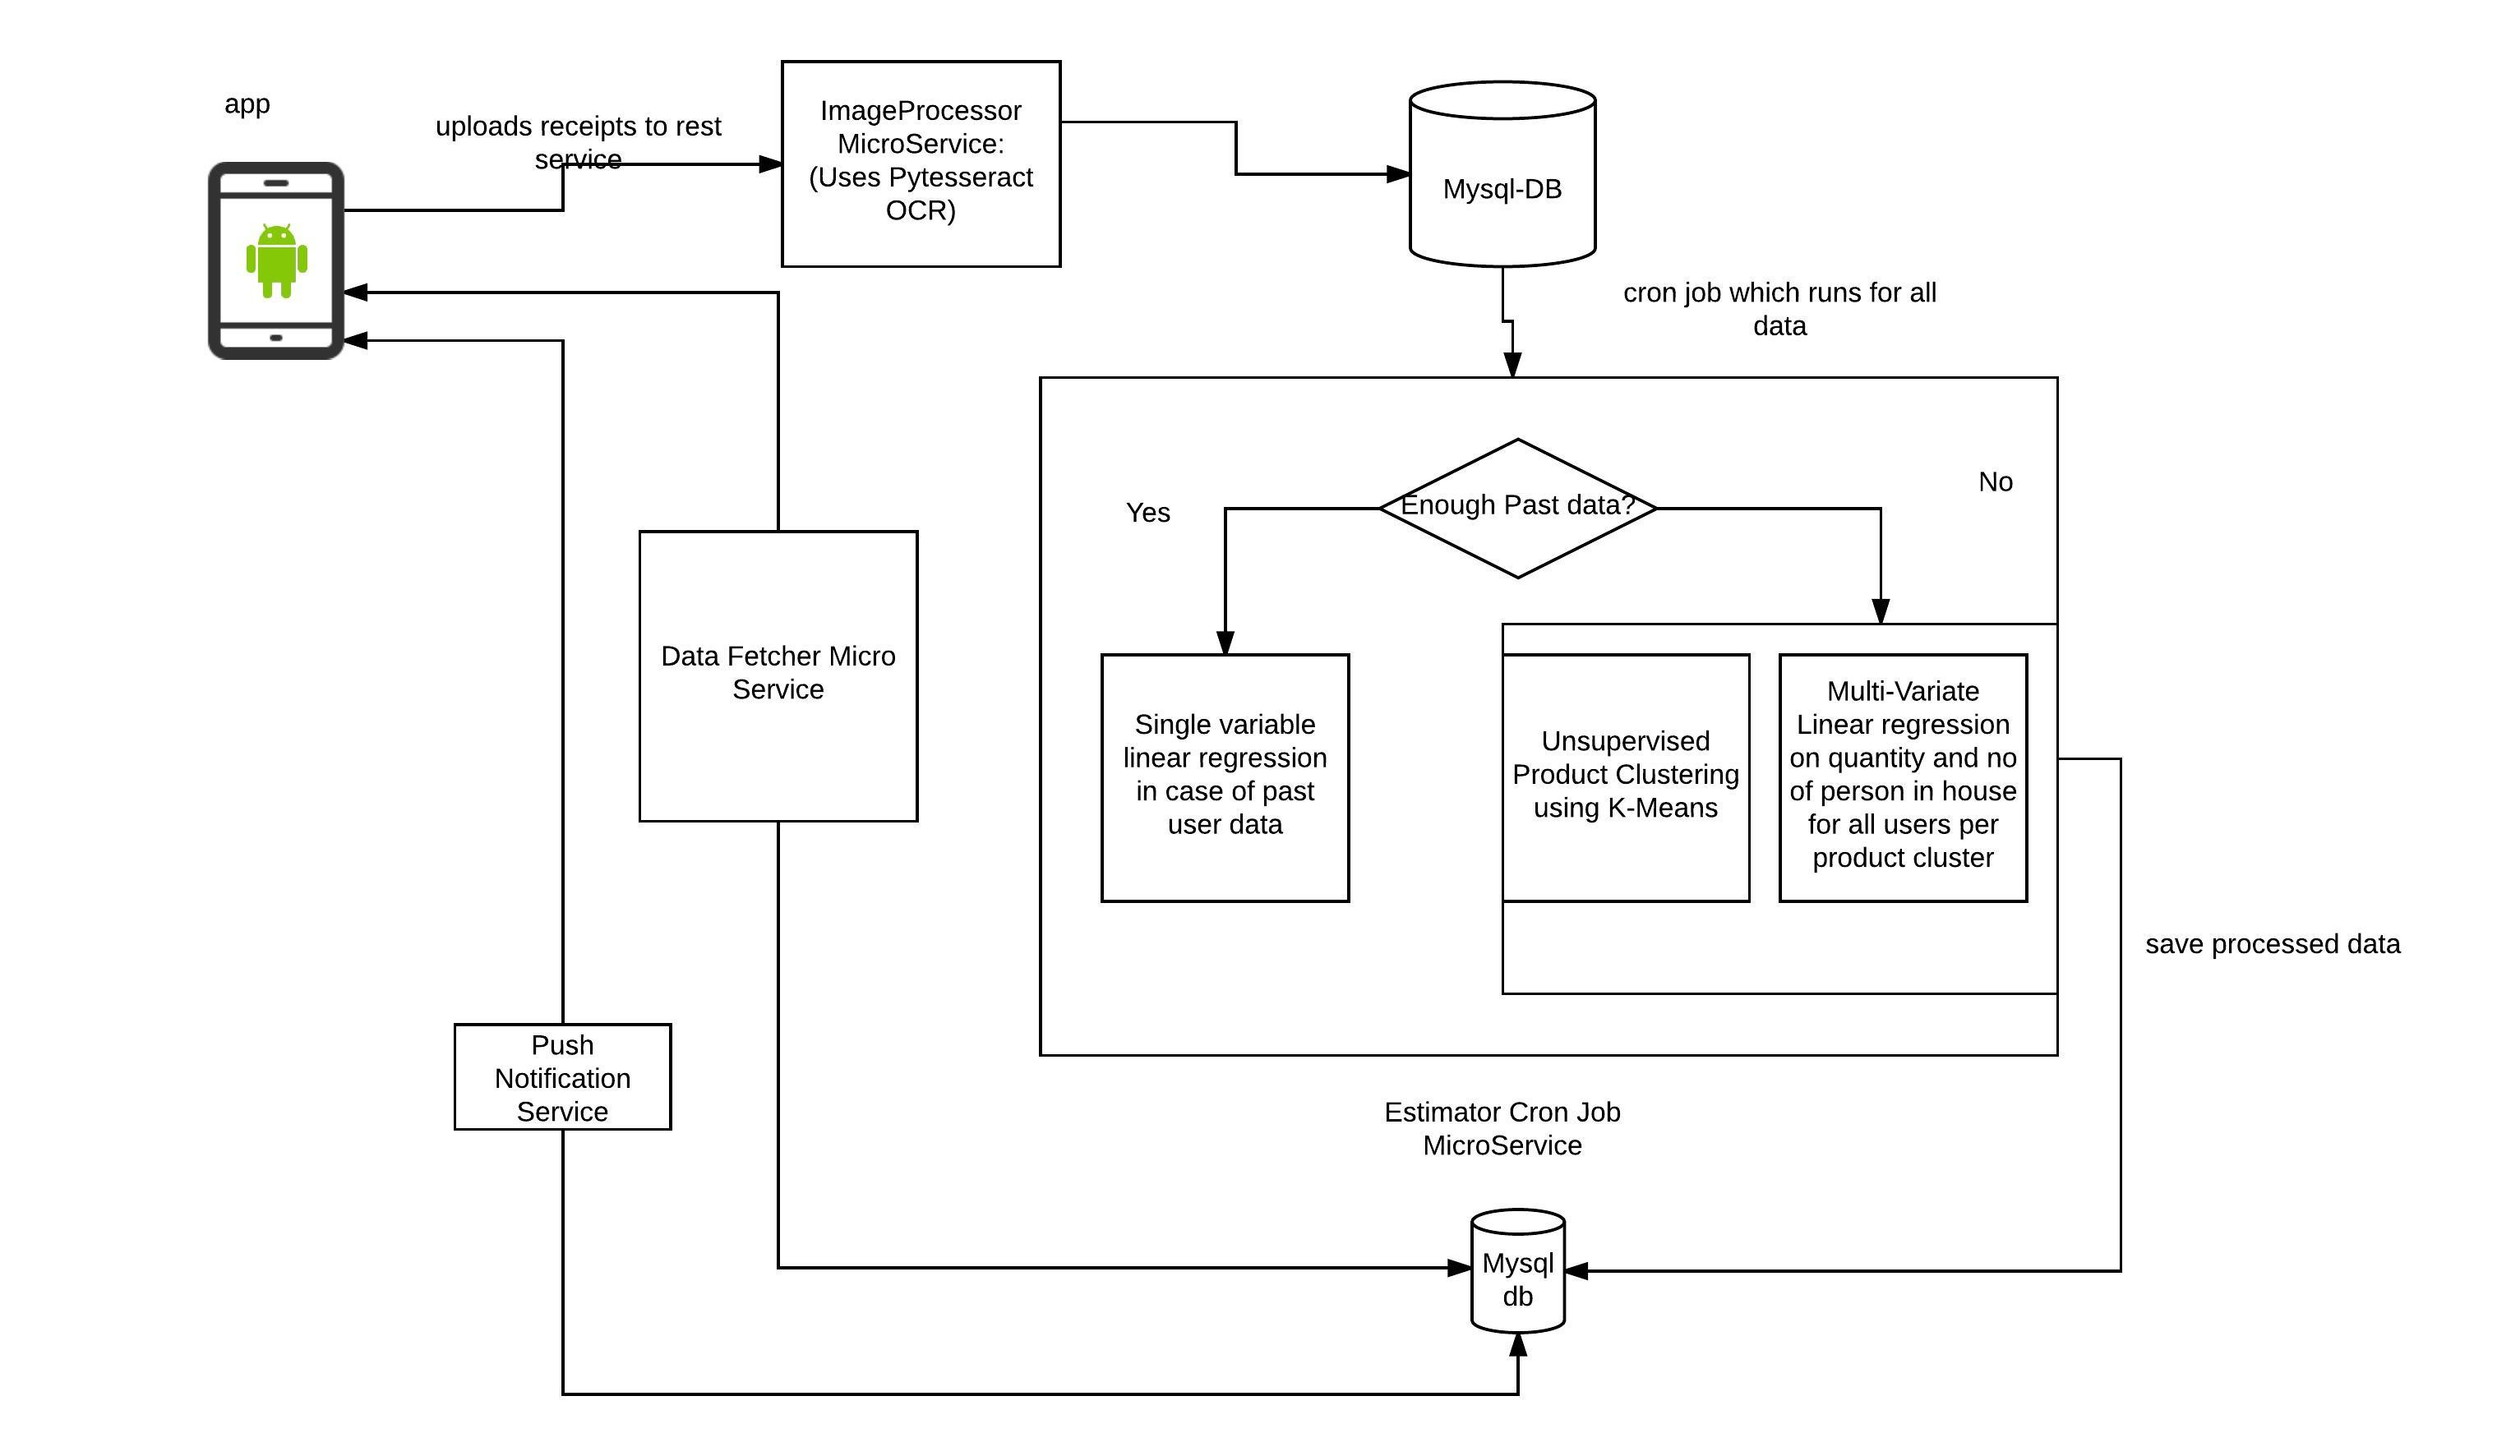 app
uploads receipts to rest
service
ImageProcessor
MicroService:
(Uses Pytesseract
OCR)
Mysql-DB
cron job which runs for all
data
Enough Past data?
Yes
No
Data Fetcher Micro
Service
Single variable
linear regression
in case of past
user data
Unsupervised
Product Clustering
using K-Means
Multi-Variate
Linear regression
on quantity and no
of person in house
for all users per
product cluster
save processed data
Push
Notification
Service
Estimator Cron Job
MicroService
Mysql
db